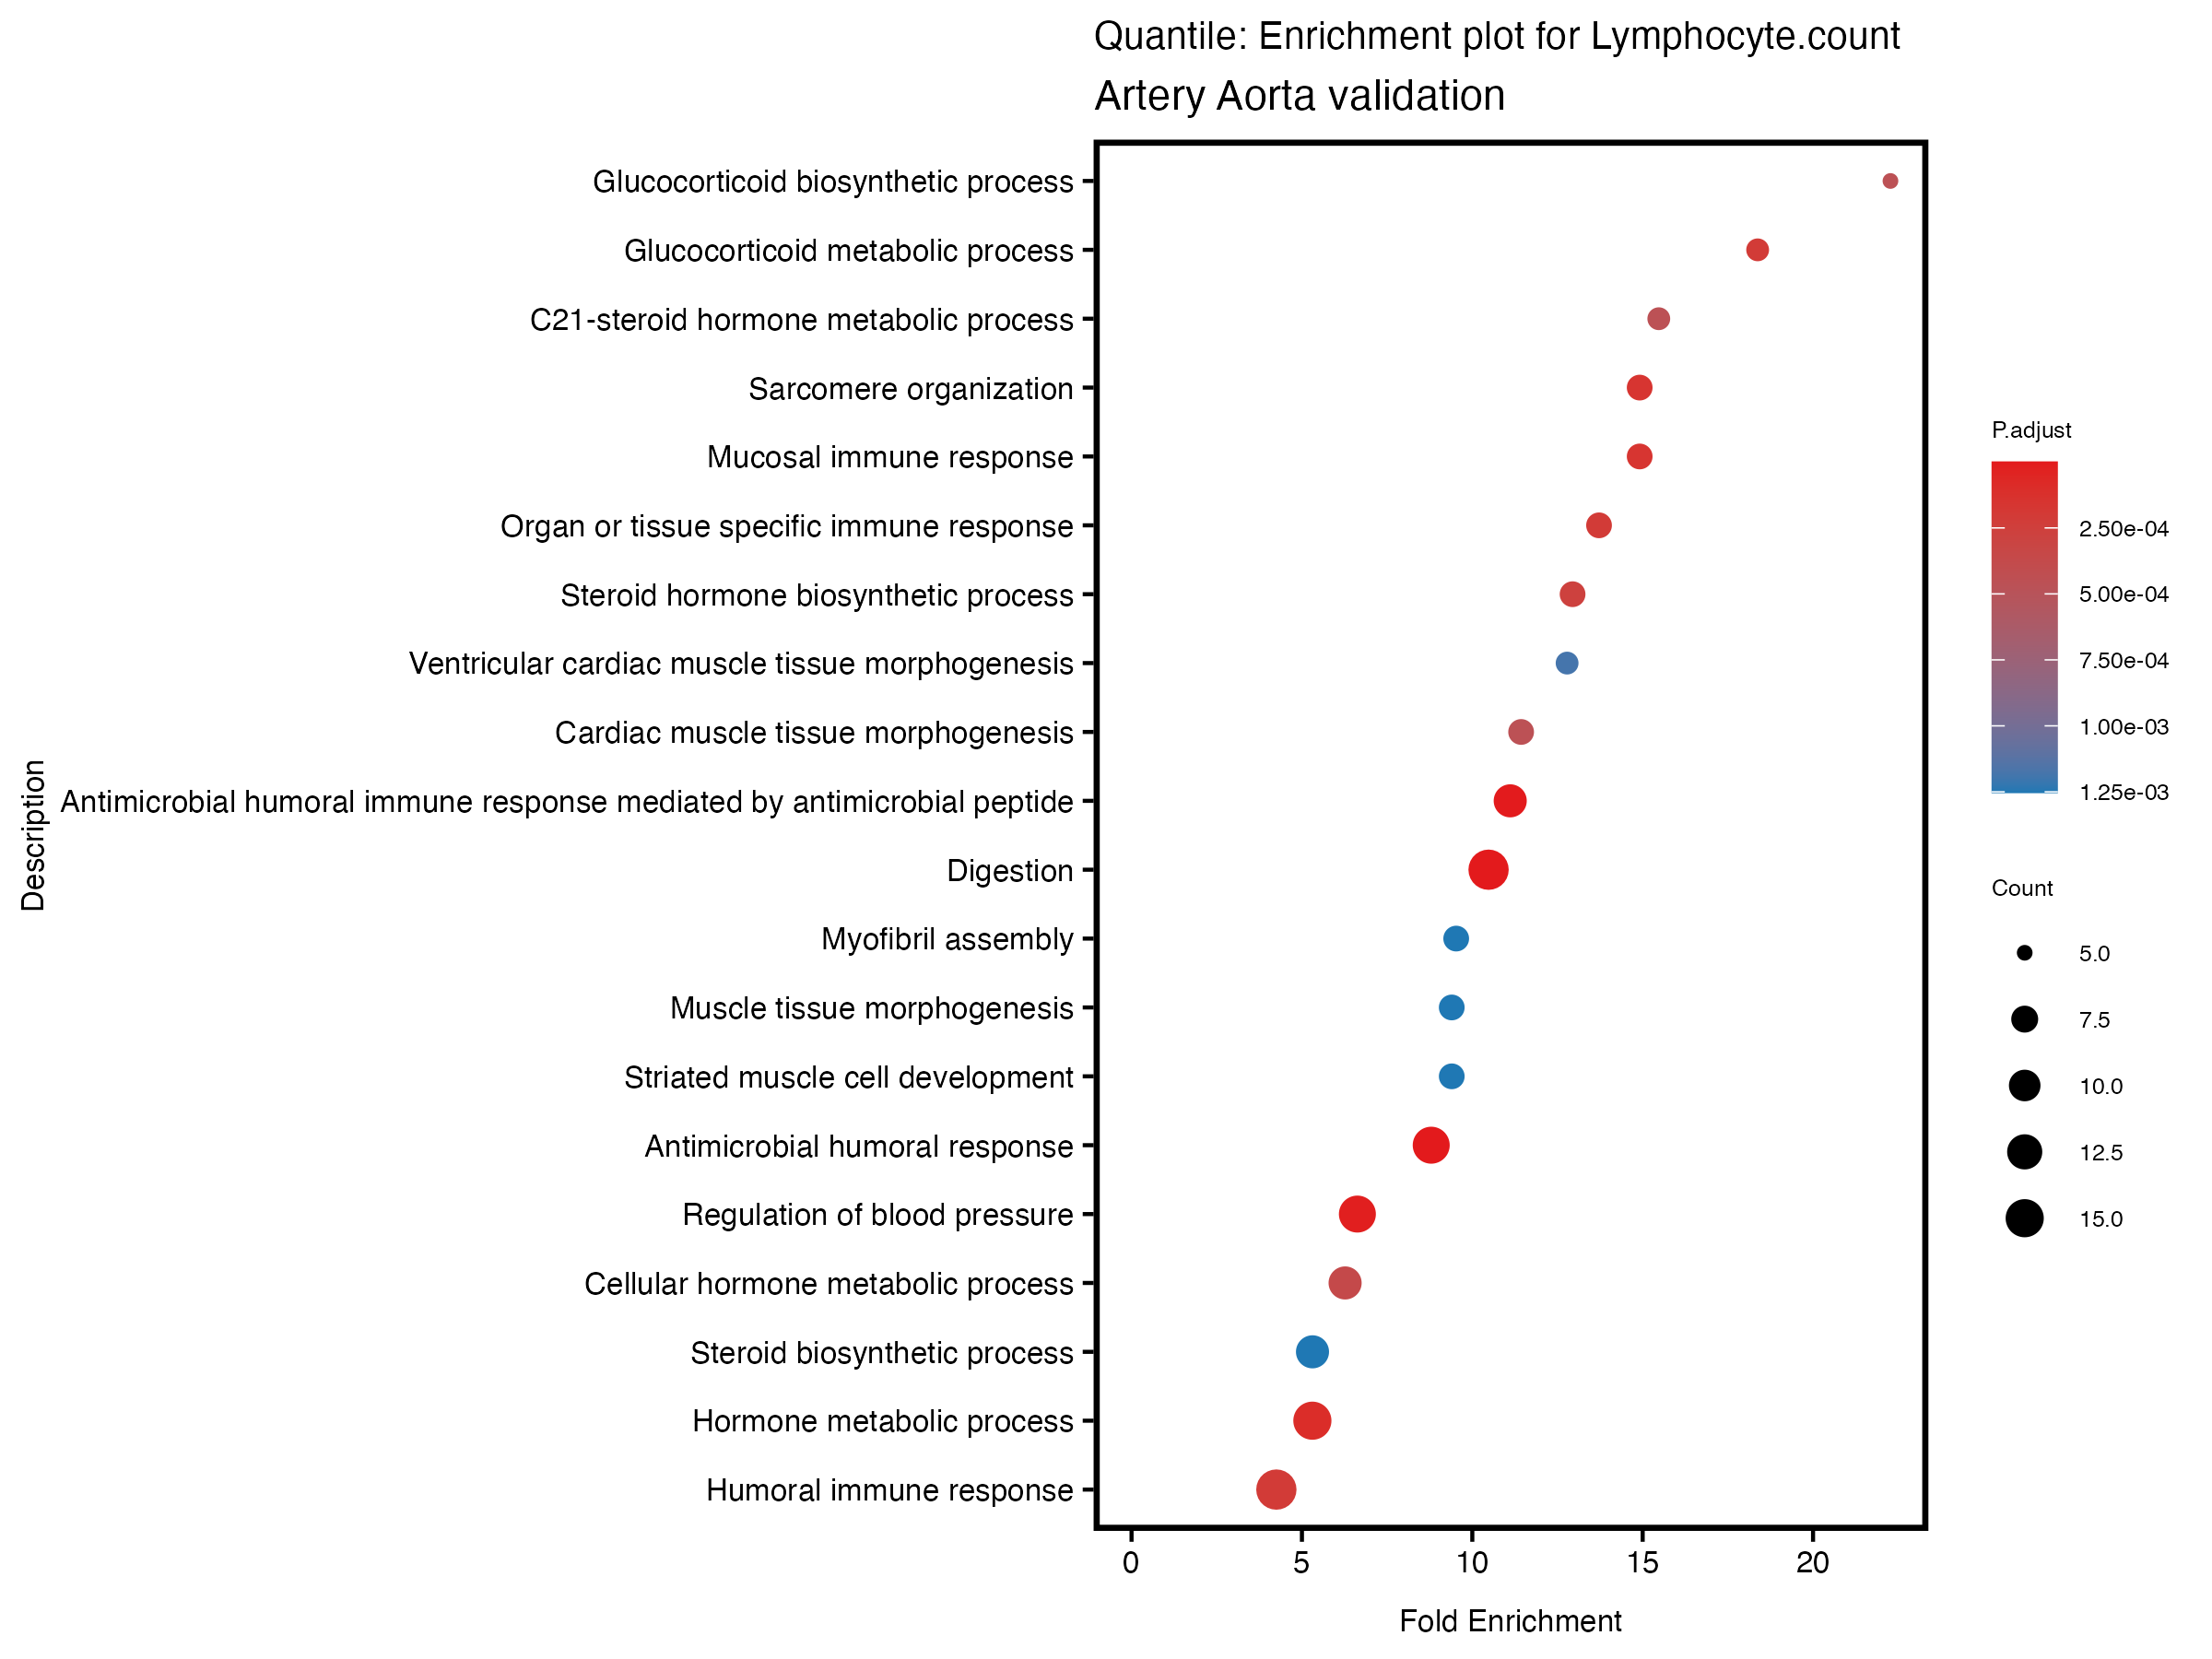 Quantile: Enrichment plot for Lymphocyte.count
Artery Aorta validation
Description
Glucocorticoid biosynthetic process
Glucocorticoid metabolic process
C21-steroid hormone metabolic process
Sarcomere organization
Mucosal immune response
Organ or tissue specific immune response
Steroid hormone biosynthetic process
Ventricular cardiac muscle tissue morphogenesis
Cardiac muscle tissue morphogenesis
Antimicrobial humoral immune response mediated by antimicrobial peptide
Digestion
Myofibril assembly
Muscle tissue morphogenesis
Striated muscle cell development
Antimicrobial humoral response
Regulation of blood pressure
Cellular hormone metabolic process
Steroid biosynthetic process
Hormone metabolic process
Humoral immune response
0 5 10 15 20
Fold Enrichment
P.adjust
2.50e-04
5.00e-04
7.50e-04
1.00e-03
1.25e-03
Count
5.0
7.5
10.0
12.5
15.0